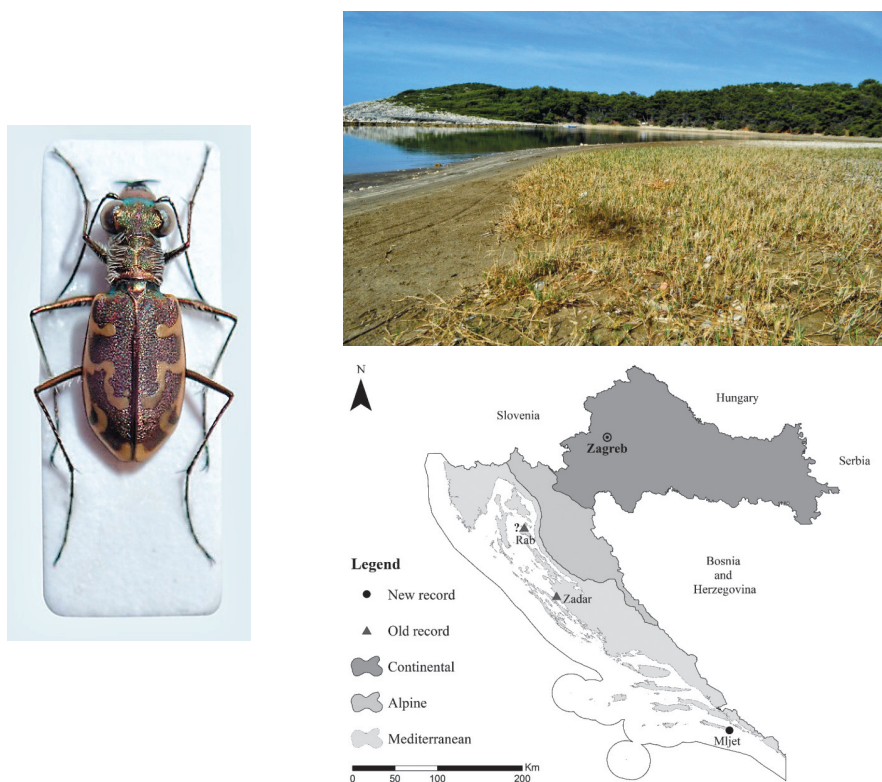 N
Slovenia
Hungary
Zagreb
Serbia
?
Rab
Bosnia
and
Herzegovina
Zadar
Mljet
Legend
New record
Old record
Continental
Alpine
Mediterranean
Km
0 50 100 200